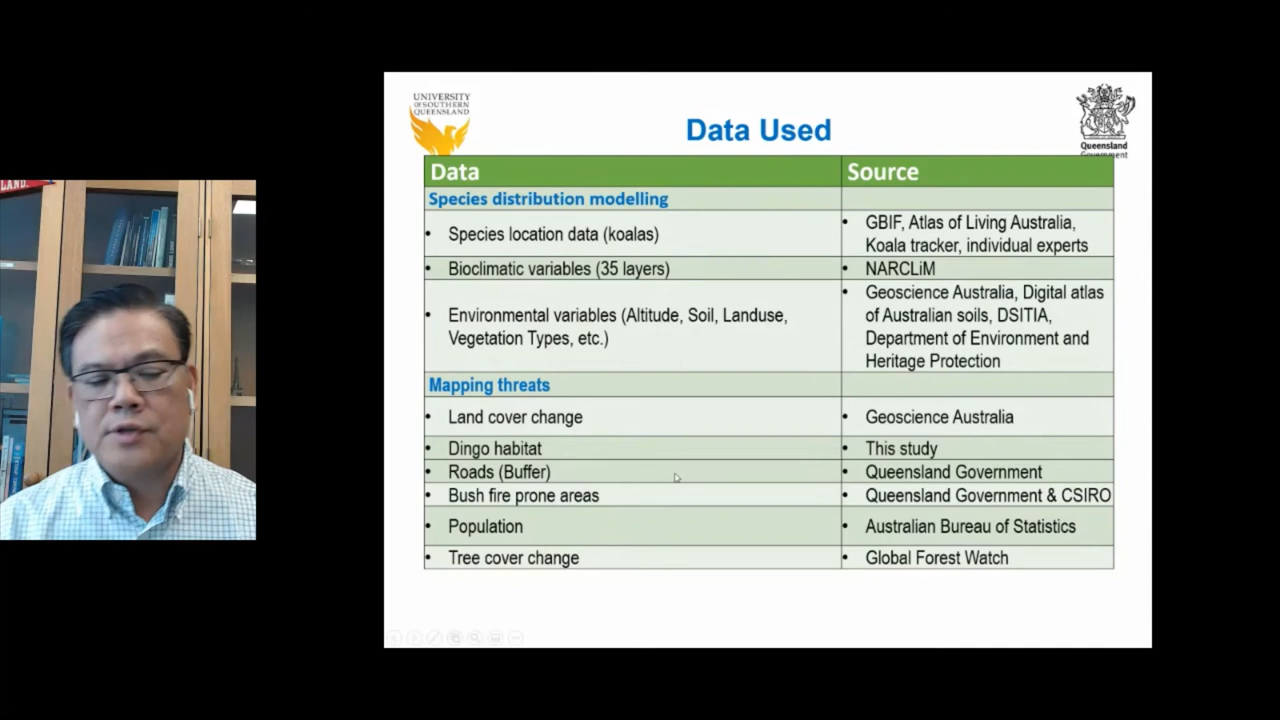 LAND.
UNIVERSITY
OF SOUTHERN
QUEENSLAND
Data Used
Queensland
Government
Data
Source
Species distribution modelling
• Species location data (koalas)
• GBIF, Atlas of Living Australia,
Koala tracker, individual experts
• Bioclimatic variables (35 layers)
• NARCLiM
• Environmental variables (Altitude, Soil, Landuse,
Vegetation Types, etc.)
• Geoscience Australia, Digital atlas
of Australian soils, DSITIA,
Department of Environment and
Heritage Protection
Mapping threats
• Land cover change
• Geoscience Australia
• Dingo habitat
• This study
• Roads (Buffer)
• Queensland Government
• Bush fire prone areas
• Queensland Government & CSIRO
• Population
• Australian Bureau of Statistics
• Tree cover change
• Global Forest Watch